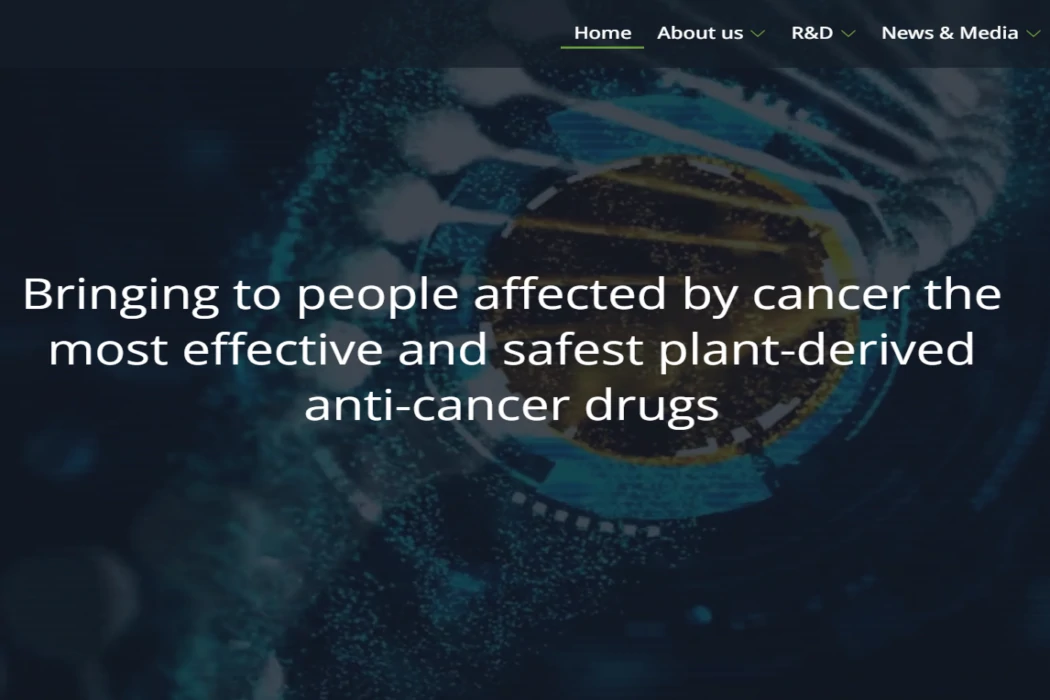 Home About us R&D News & Media
Bringing to people affected by cancer the
most effective and safest plant-derived
anti-cancer drugs